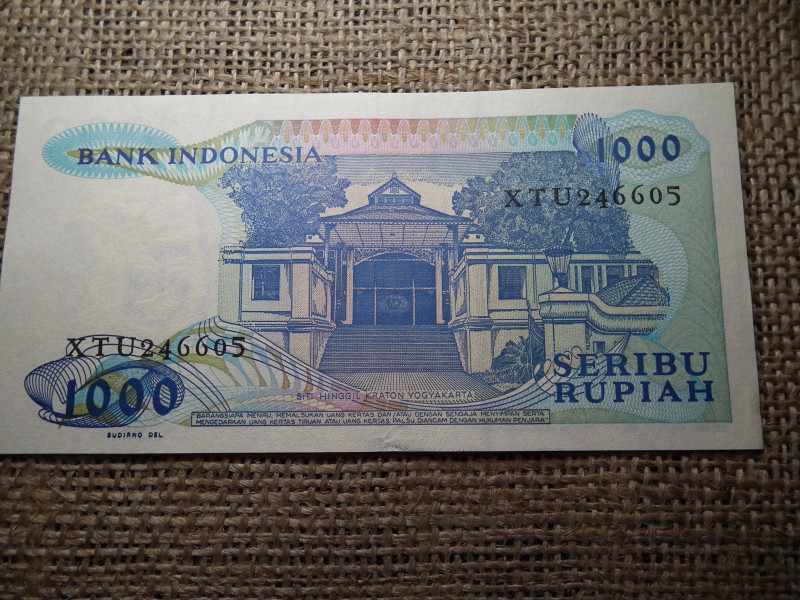 BANK INDONESIA
1000
XTU246605
XTU246605
1000
SERIBU
RUPIAH
SITI HINGGIL KRATON YOGYAKARTA
"BARANGSIAPA MENIRU, MEMALSUKAN UANG KERTAS DAN/ATAU DENGAN SENGAJA MENYIMPAN SERTA
MENGEDARKAN UANG KERTAS TIRUAN ATAU UANG KERTAS PALSU DIANCAM DENGAN HUKUMAN PENJARA"
SUDIRNO DEL.